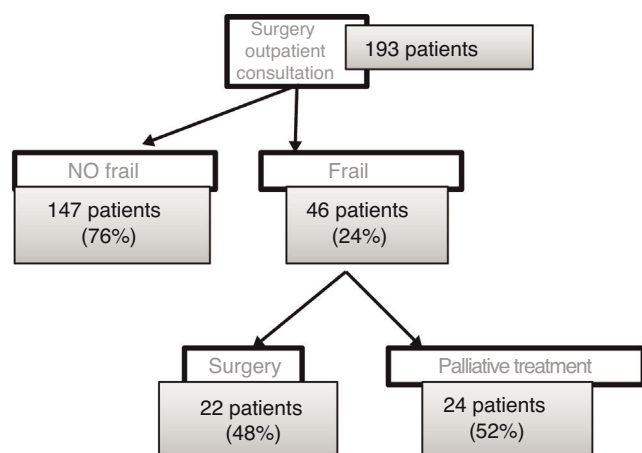 Surgery
outpatient
consultation
193 patients
NO frail
147 patients
(76%)
Frail
46 patients
(24%)
Surgery
22 patients
(48%)
Palliative treatment
24 patients
(52%)